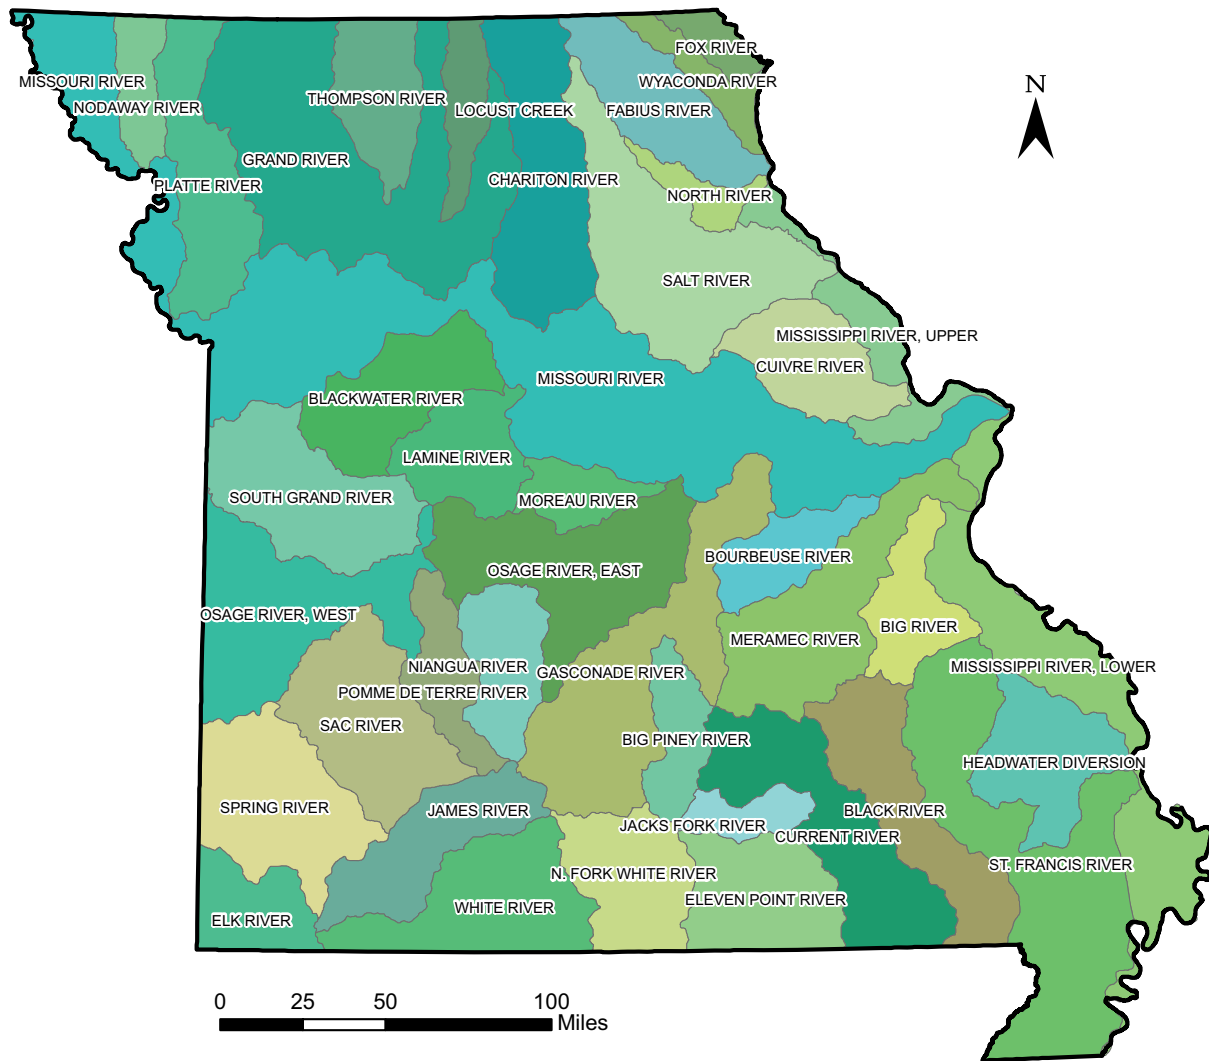 FOX RIVER
N
MISSOURI RIVER
WYACONDA RIVER
THOMPSON RIVER
NODAWAY RIVER
LOCUST CREEK
FABIUS RIVER
GRAND RIVER
CHARITON RIVER
PLATTE RIVER
NORTH RIVER
SALT RIVER
MISSISSIPPI RIVER, UPPER
CUIVRE RIVER
MISSOURI RIVER
BLACKWATER RIVER
LAMINE RIVER
SOUTH GRAND RIVER
MOREAU RIVER
BOURBEUSE RIVER
OSAGE RIVER, EAST
OSAGE RIVER, WEST
BIG RIVER
MERAMEC RIVER
NIANGUA RIVER
MISSISSIPPI RIVER, LOWER
GASCONADE RIVER
POMME DE TERRE RIVER
SAC RIVER
BIG PINEY RIVER
HEADWATER DIVERSION
SPRING RIVER
JAMES RIVER
BLACK RIVER
JACKS FORK RIVER
CURRENT RIVER
ST. FRANCIS RIVER
N. FORK WHITE RIVER
ELEVEN POINT RIVER
WHITE RIVER
ELK RIVER
0 25 50 100
Miles